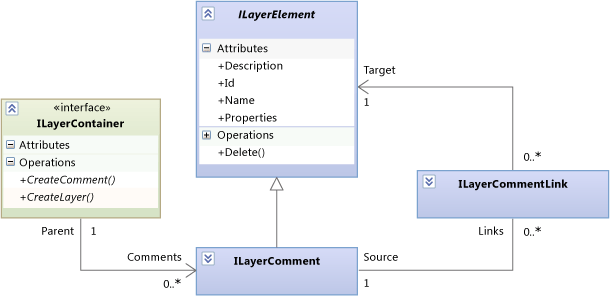 ILayerElement
Attributes
+Description
+Id
+Name
+Properties
Operations
+Delete()
«interface»
ILayerContainer
Attributes
Operations
+CreateComment()
+CreateLayer()
Target
1
0..*
ILayerCommentLink
Parent 1
Links 0..*
Comments
0..*
ILayerComment
Source
1